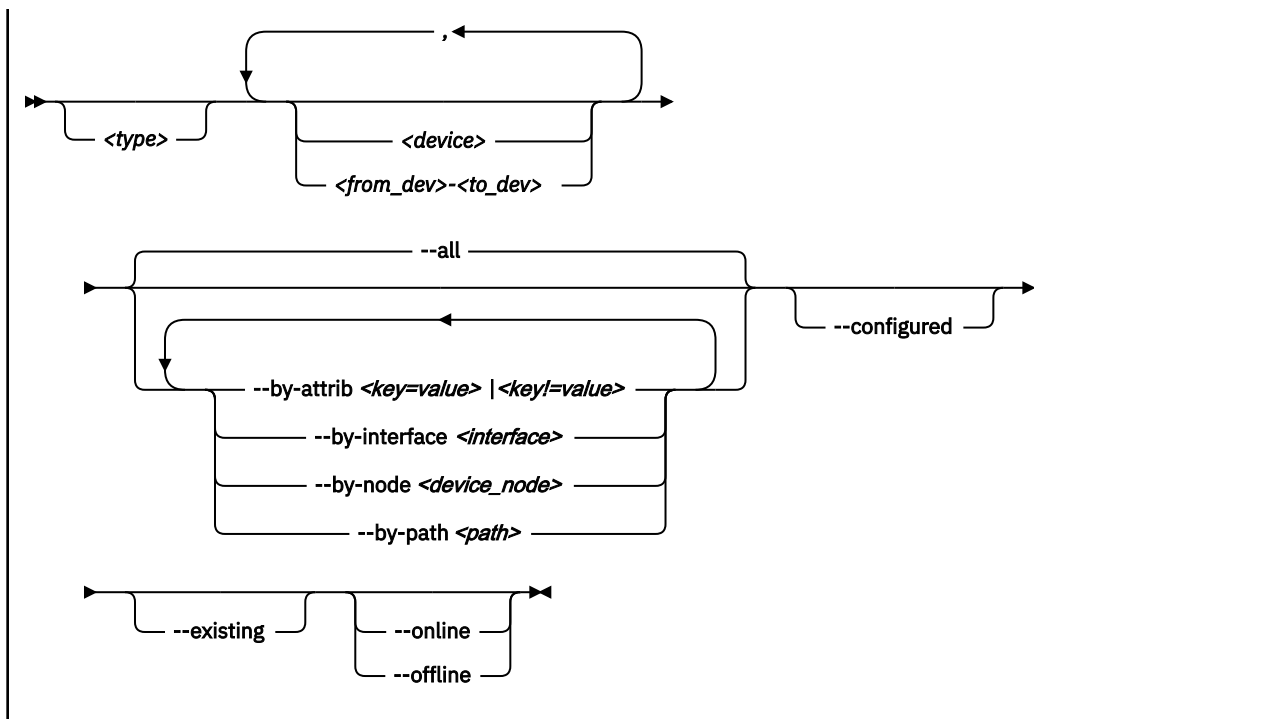 ,
<type>
<device>
<from_dev>-<to_dev>
--all
--configured
--by-attrib <key=value> |<key!=value>
--by-interface <interface>
--by-node <device_node>
--by-path <path>
--existing
--online
--offline